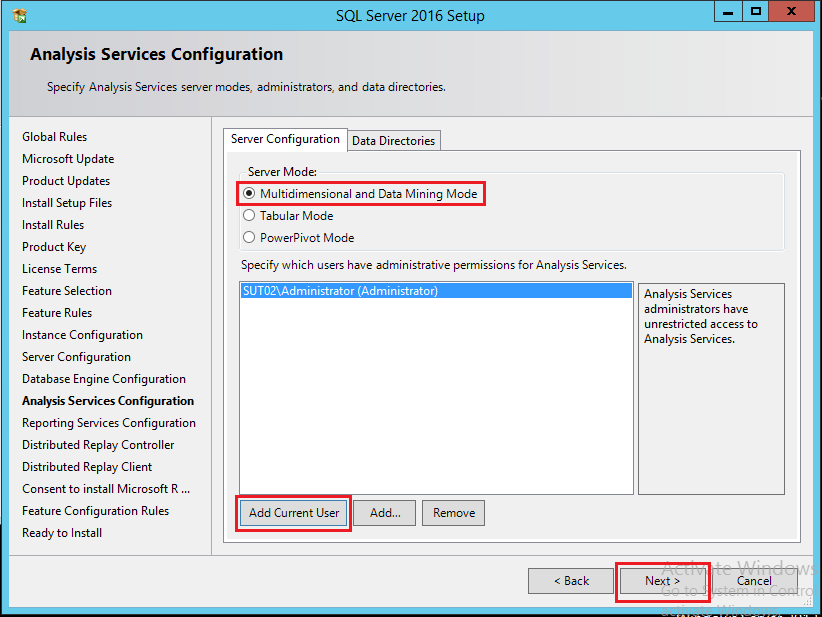 SQL Server 2016 Setup
Analysis Services Configuration
Specify Analysis Services server modes, administrators, and data directories.
Global Rules
Microsoft Update
Product Updates
Install Setup Files
Install Rules
Product Key
License Terms
Feature Selection
Feature Rules
Instance Configuration
Server Configuration
Database Engine Configuration
Analysis Services Configuration
Reporting Services Configuration
Distributed Replay Controller
Distributed Replay Client
Consent to install Microsoft R ...
Feature Configuration Rules
Ready to Install
Server Configuration
Data Directories
Server Mode:
Multidimensional and Data Mining Mode
Tabular Mode
PowerPivot Mode
Specify which users have administrative permissions for Analysis Services.
SUT02\Administrator (Administrator)
Analysis Services
administrators have
unrestricted access to
Analysis Services.
Add Current User
Add...
Remove
< Back
Next >
Cancel
Activate Windows
Go to System in Contro
activate Windows.